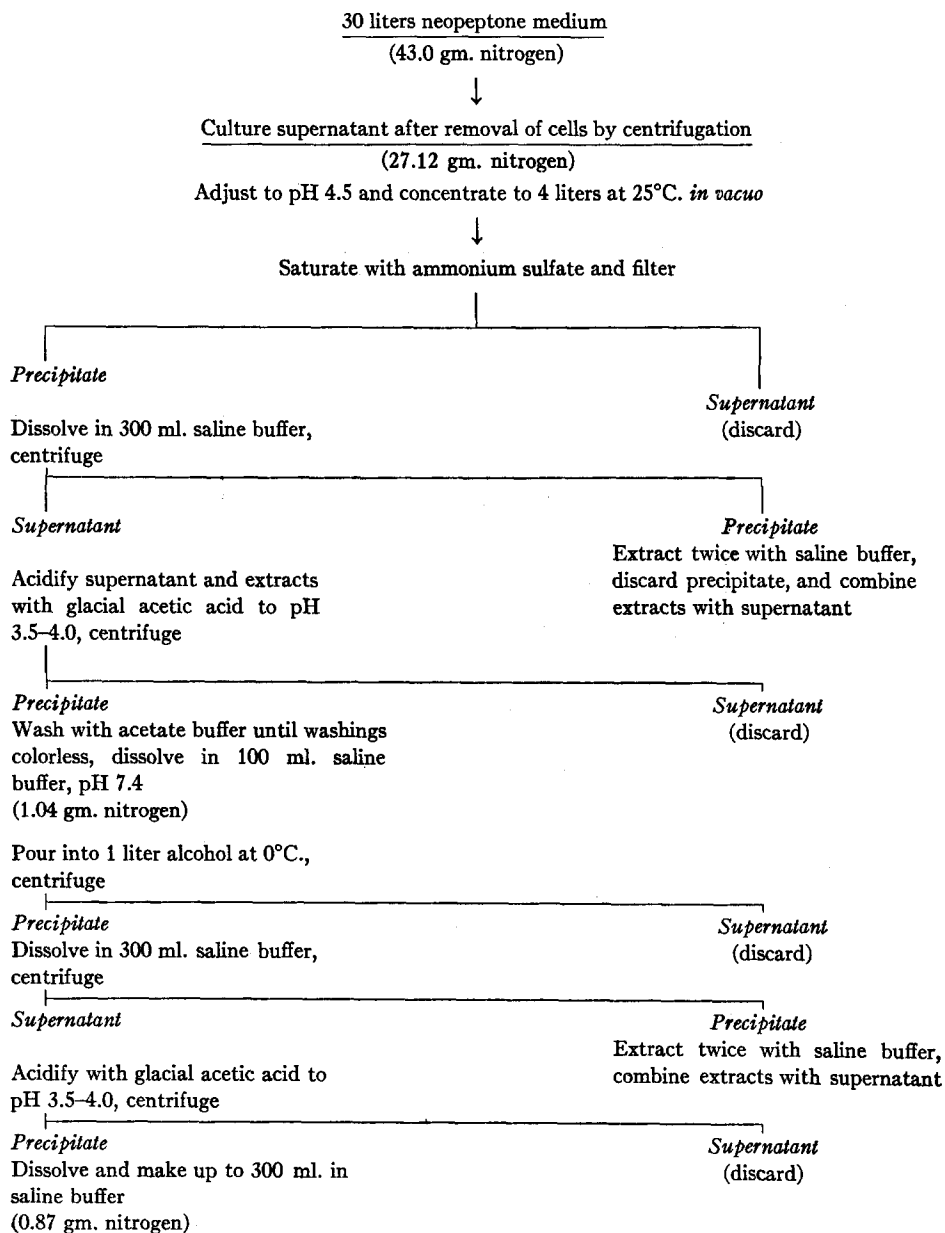 30 liters neopeptone medium
(43.0 gm. nitrogen)
↓
Culture supernatant after removal of cells by centrifugation
(27.12 gm. nitrogen)
Adjust to pH 4.5 and concentrate to 4 liters at 25°C. in vacuo
↓
Saturate with ammonium sulfate and filter
Precipitate
Dissolve in 300 ml. saline buffer,
centrifuge
Supernatant
(discard)
Supernatant
Acidify supernatant and extracts
with glacial acetic acid to pH
3.5–4.0, centrifuge
Precipitate
Extract twice with saline buffer,
discard precipitate, and combine
extracts with supernatant
Precipitate
Wash with acetate buffer until washings
colorless, dissolve in 100 ml. saline
buffer, pH 7.4
(1.04 gm. nitrogen)
Supernatant
(discard)
Pour into 1 liter alcohol at 0°C.,
centrifuge
Precipitate
Dissolve in 300 ml. saline buffer,
centrifuge
Supernatant
(discard)
Supernatant
Acidify with glacial acetic acid to
pH 3.5–4.0, centrifuge
Precipitate
Extract twice with saline buffer,
combine extracts with supernatant
Precipitate
Dissolve and make up to 300 ml. in
saline buffer
(0.87 gm. nitrogen)
Supernatant
(discard)